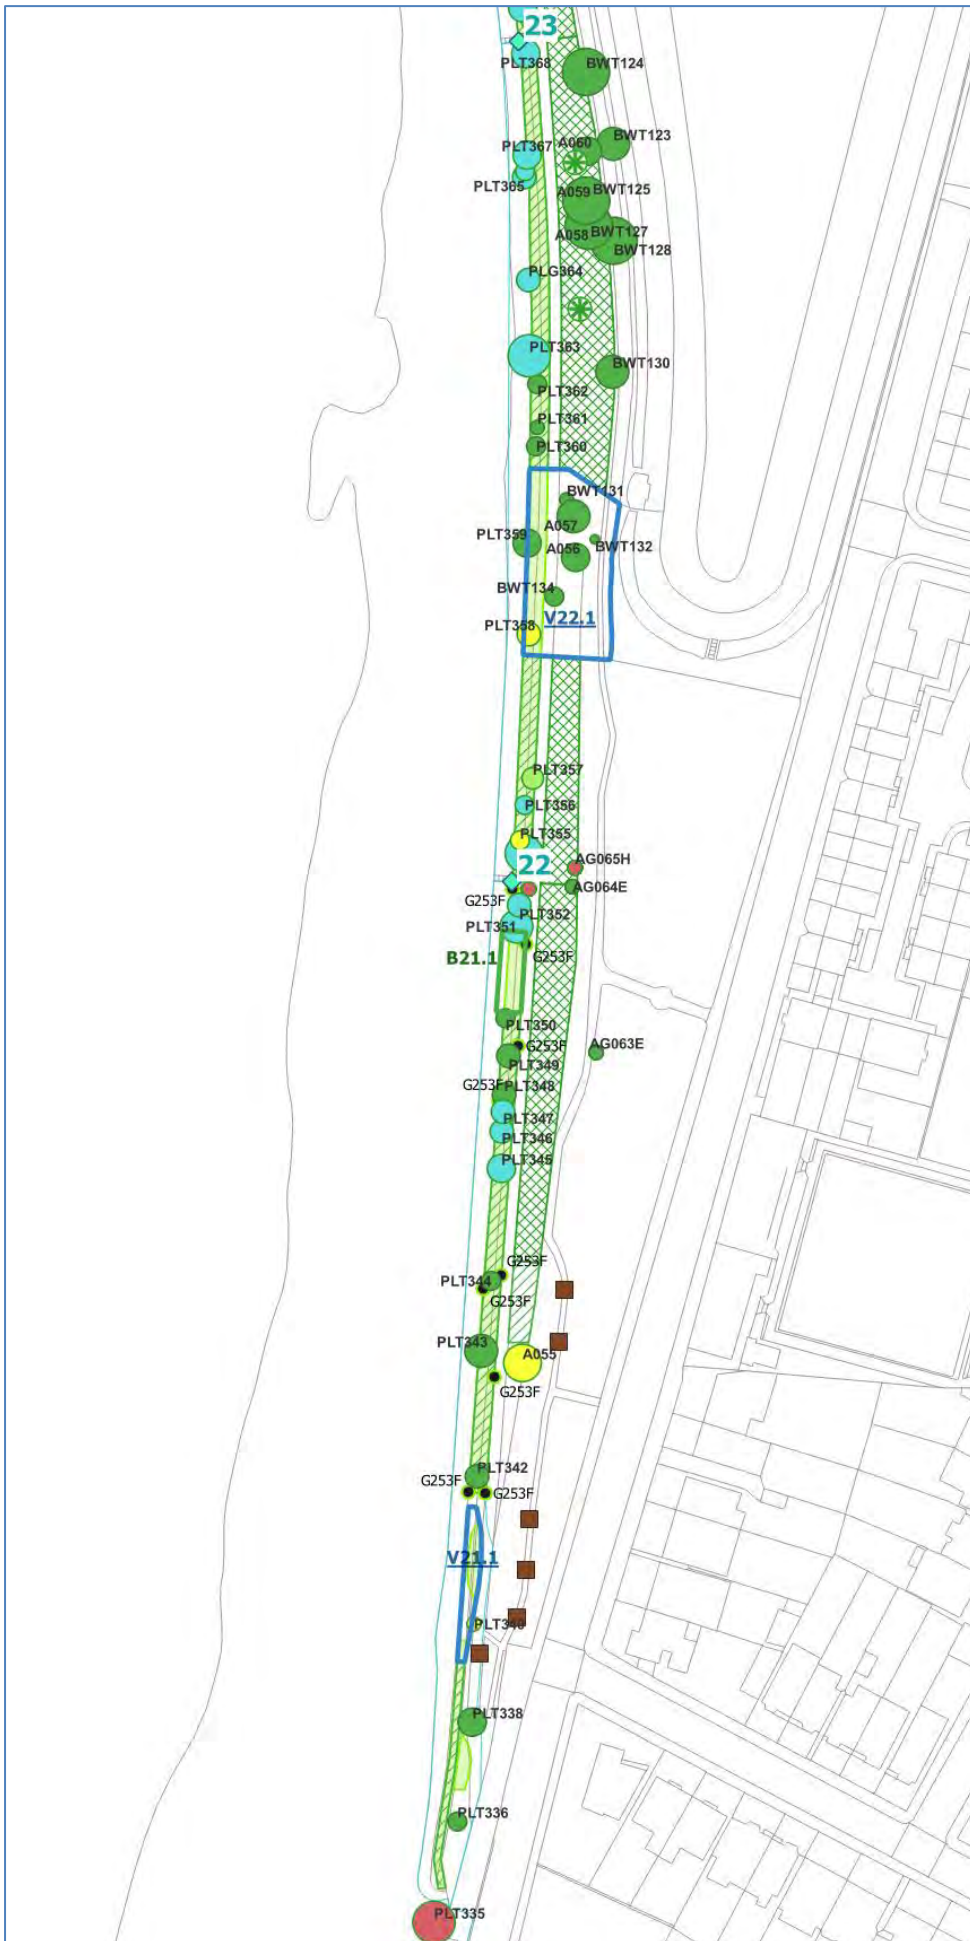 23
PLT368
BWT124
BWT123
A060
PLT367
PLT365
A059
BWT125
A058
BWT127
BWT128
PLG364
PLT363
BWT130
PLT362
PLT361
PLT360
BWT131
A057
PLT359
A056
BWT132
BWT134
V22.1
PLT358
PLT357
PLT356
PLT355
22
AG065H
AG064E
G253F
PLT352
PLT351
B21.1
G253F
PLT350
AG063E
G253F
PLT349
G253F
PLT348
PLT347
PLT346
PLT345
G253F
PLT344
G253F
PLT343
A055
G253F
PLT342
G253F
G253F
V21.1
PLT340
PLT338
PLT336
PLT335